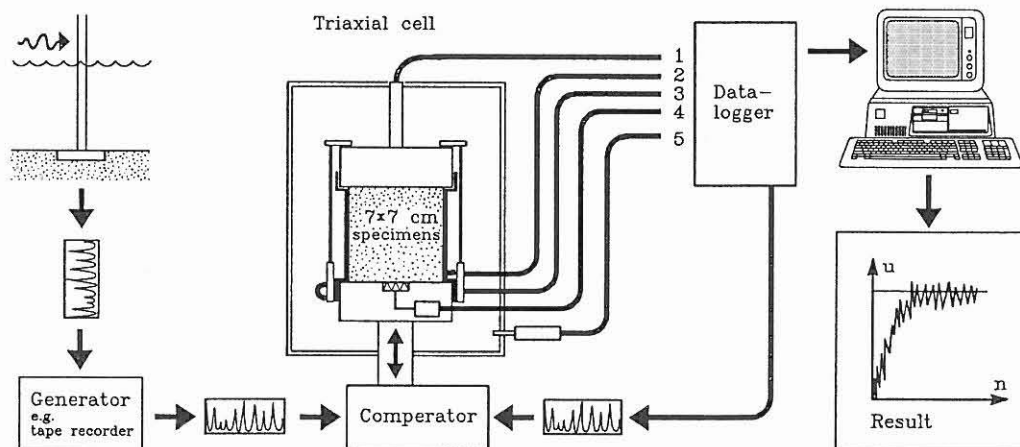 Triaxial cell
1
2
3
4
5
Data-
logger
7x7 cm
specimens
Generator
e.g.
tape recorder
Comperator
u
n
Result